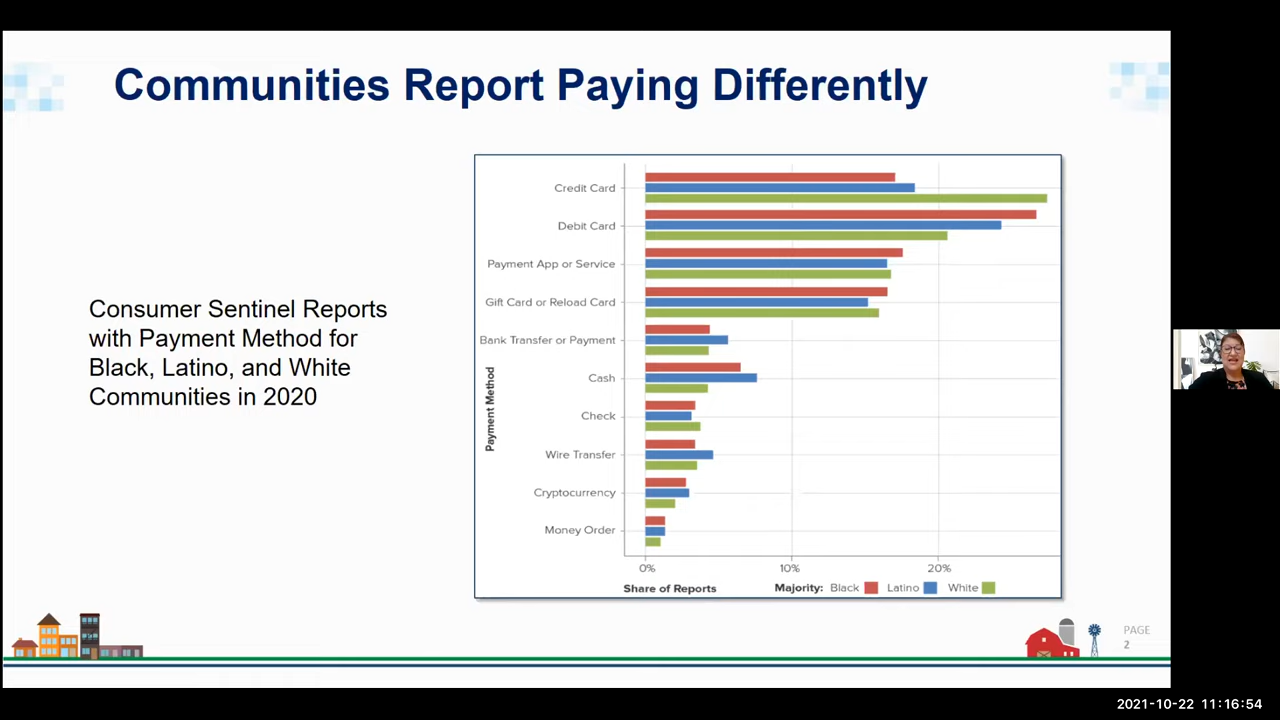 Communities Report Paying Differently
Consumer Sentinel Reports
with Payment Method for
Black, Latino, and White
Communities in 2020
Payment Method
Credit Card
Debit Card
Payment App or Service
Gift Card or Reload Card
Bank Transfer or Payment
Cash
Check
Wire Transfer
Cryptocurrency
Money Order
0% 10% 20%
Share of Reports Majority: Black Latino White
PAGE
2
2021-10-22 11:16:54